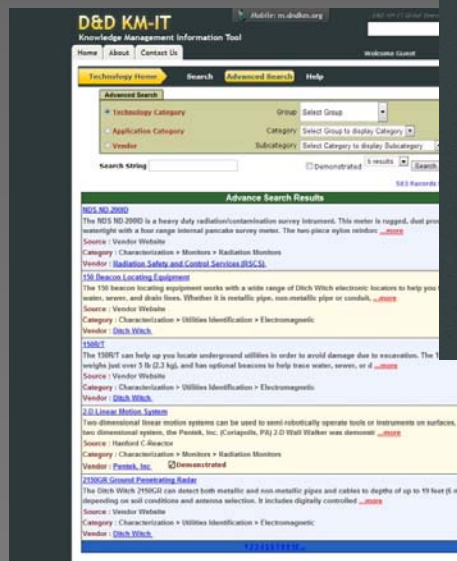 D&D KM-IT
Knowledge Management Information Tool
Mobile: m.dndkm.org
Home About Contact Us Welcome Guest
Technology Home Search Advanced Search Help
Advanced Search
Technology Category Group Select Group
Application Category Category Select Group to display Category
Vendor Subcategory Select Category to display Subcategory
Search String Demonstrated 5 results Search
583 Records
Advance Search Results
NDS ND-2000D
The NDS ND-2000D is a heavy duty radiation/contamination survey intrument. This meter is rugged, dust proo
watertight with a four range internal pancake survey meter. The two piece nylon reinforc ...more
Source : Vendor Website
Category : Characterization > Monitors > Radiation Monitors
Vendor : Radiation Safety and Control Services (RSCS)
150 Beacon Locating Equipment
The 150 beacon locating equipment works with a wide range of Ditch Witch electronic locators to help you
water, sewer, and drain lines. Whether it is metallic pipe, non-metallic pipe or conduit, ...more
Source : Vendor Website
Category : Characterization > Utilities Identification > Electromagnetic
Vendor : Ditch Witch
150R/T
The 150R/T can help up you locate underground utilities in order to avoid damage due to excavation. The 1
weighs just over 5 lb (2.3 kg), and has optional beacons to help trace water, sewer, or d ...more
Source : Vendor Website
Category : Characterization > Utilities Identification > Electromagnetic
Vendor : Ditch Witch
2-D Linear Motion System
Two-dimensional linear motion systems can be used to semi robotically operate tools or instruments on surfaces,
two dimensional system, the Pentek, Inc. (Coriapolis, PA) 2-D Wall Walker was demonstr ...more
Source : Hanford C-Reactor
Category : Characterization > Monitors > Radiation Monitors
Vendor : Pentek, Inc Demonstrated
2150GR Ground Penetrating Radar
The Ditch Witch 2150GR can detect both metallic and non-metallic pipes and cables to depths of up to 19 feet (6 m
depending on soil conditions and antenna selection. It includes digitally controlled ...more
Source : Vendor Website
Category : Characterization > Utilities Identification > Electromagnetic
Vendor : Ditch Witch
1 2 3 4 5 6 7 8 9 10 ...